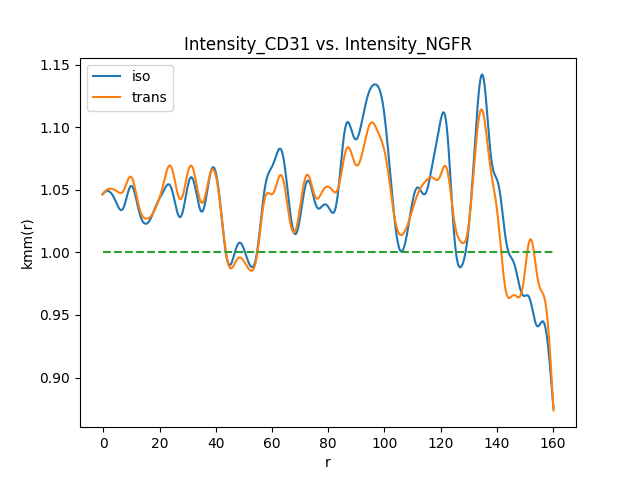 Intensity_CD31 vs. Intensity_NGFR
iso
trans
kmm(r)
1.15
1.10
1.05
1.00
0.95
0.90
0 20 40 60 80 100 120 140 160
r